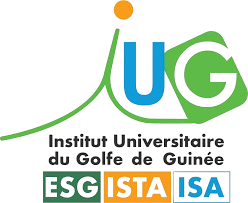 iUG
Institut Universitaire
du Golfe de Guinée
ESG ISTA ISA